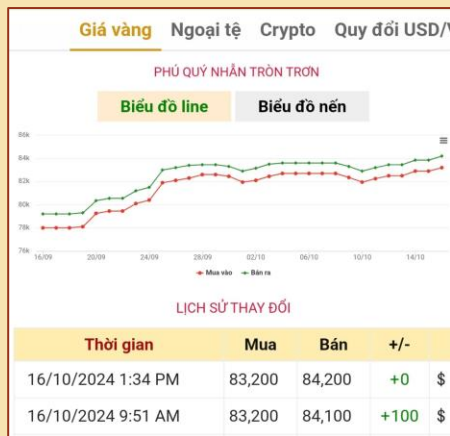 Giá vàng Ngoại tệ Crypto Quy đổi USD/V
PHÚ QUÝ NHẪN TRÒN TRƠN
Biểu đồ line Biểu đồ nến
86k
84k
82k
80k
78k
76k
16/09 20/09 24/09 28/09 02/10 06/10 10/10 14/10
Mua vào Bán ra
LỊCH SỬ THAY ĐỔI
Thời gian Mua Bán +/-
16/10/2024 1:34 PM 83,200 84,200 +0 $
16/10/2024 9:51 AM 83,200 84,100 +100 $